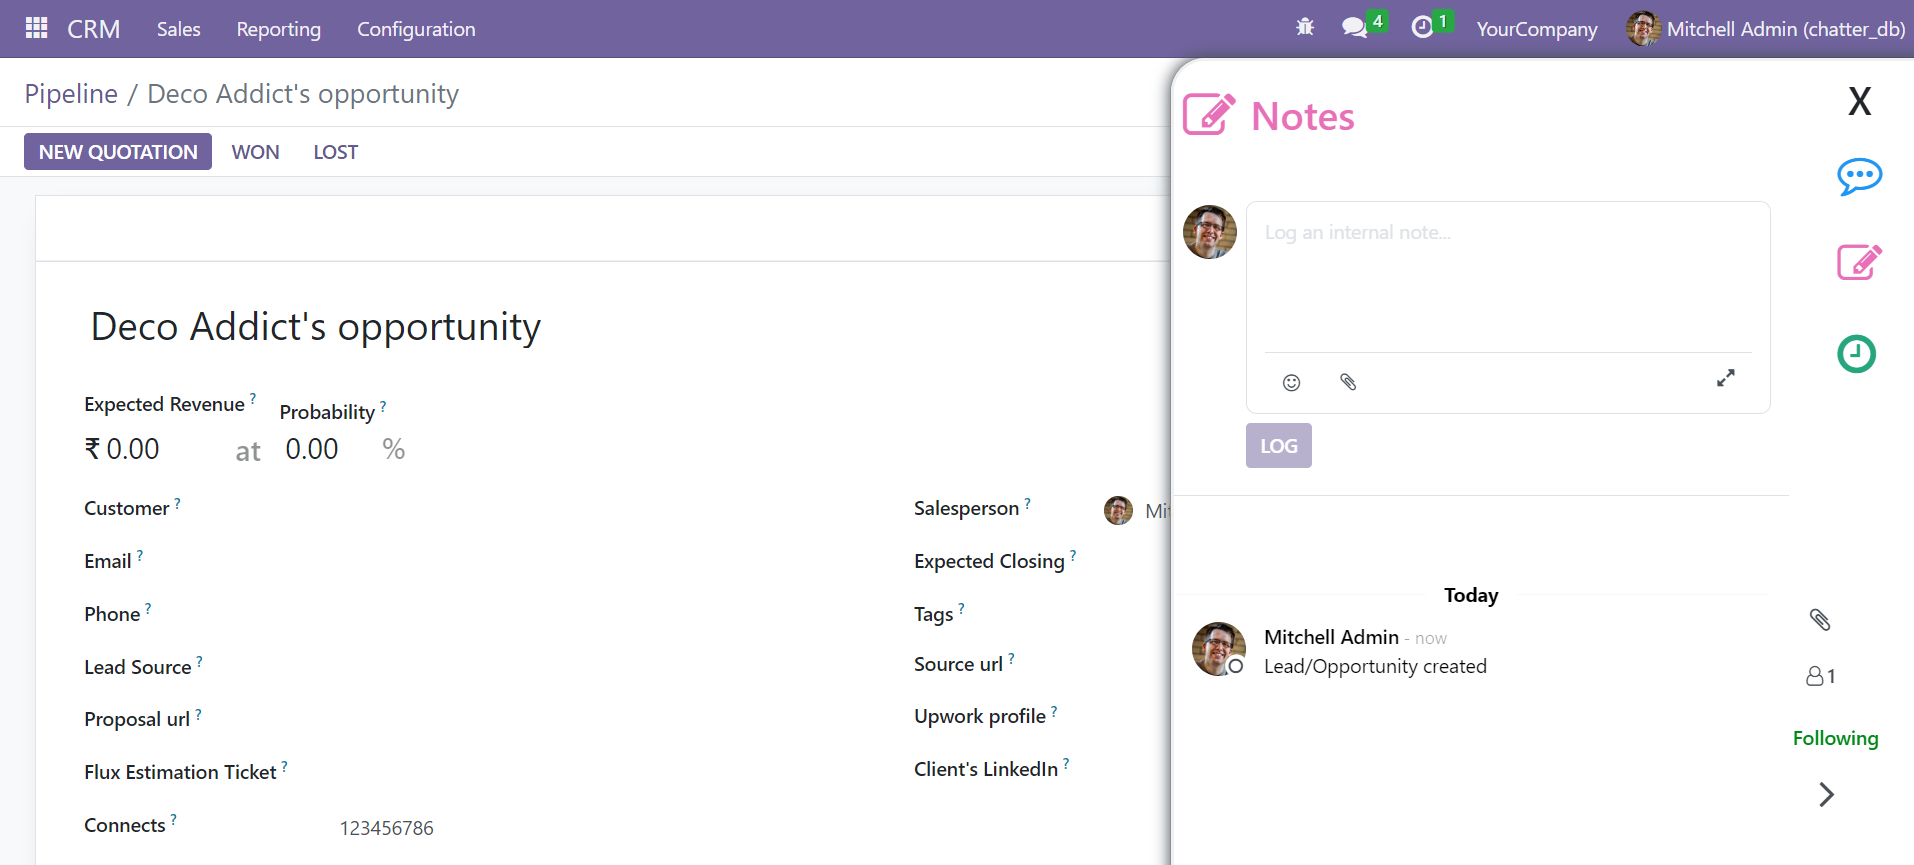 CRM Sales Reporting Configuration 4 1 YourCompany Mitchell Admin (chatter_db)
Pipeline / Deco Addict's opportunity
NEW QUOTATION WON LOST
Deco Addict's opportunity
Expected Revenue ? Probability ?
₹ 0.00 at 0.00 %
Customer ?
Email ?
Phone ?
Lead Source ?
Proposal url ?
Flux Estimation Ticket ?
Connects ? 123456786
Salesperson ? Mit
Expected Closing ?
Tags ?
Source url ?
Upwork profile ?
Client's LinkedIn ?
Notes
X
Log an internal note...
LOG
Today
Mitchell Admin - now
Lead/Opportunity created
1
Following